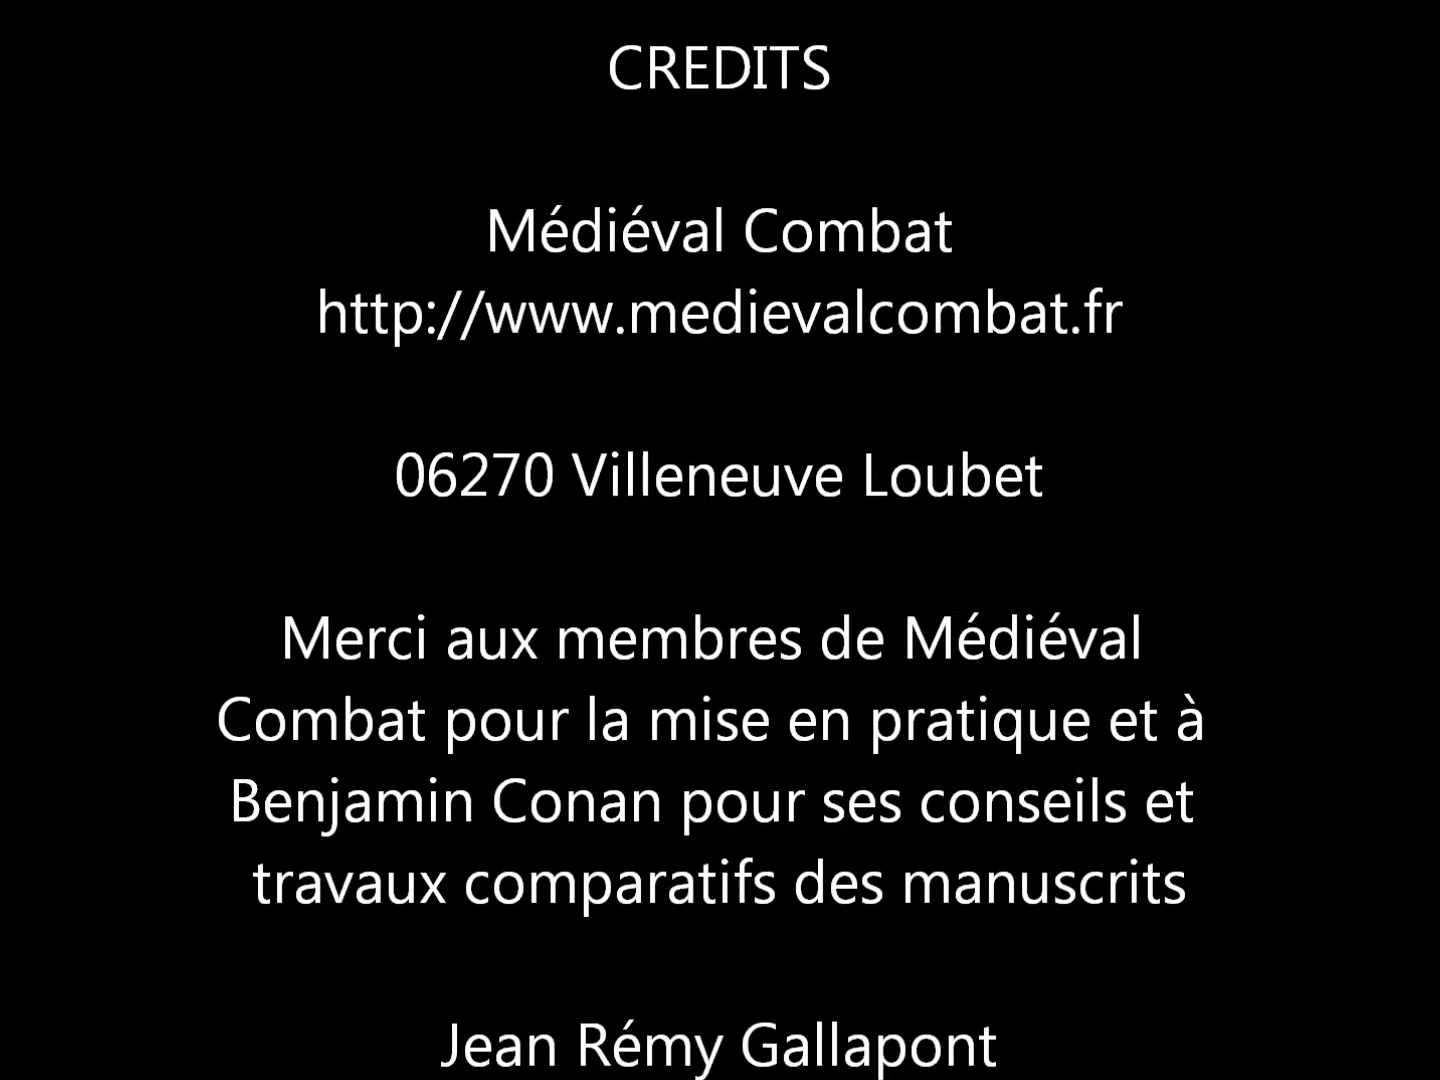 CREDITS
Médiéval Combat
http://www.medievalcombat.fr
06270 Villeneuve Loubet
Merci aux membres de Médiéval
Combat pour la mise en pratique et à
Benjamin Conan pour ses conseils et
travaux comparatifs des manuscrits
Jean Rémy Gallapont